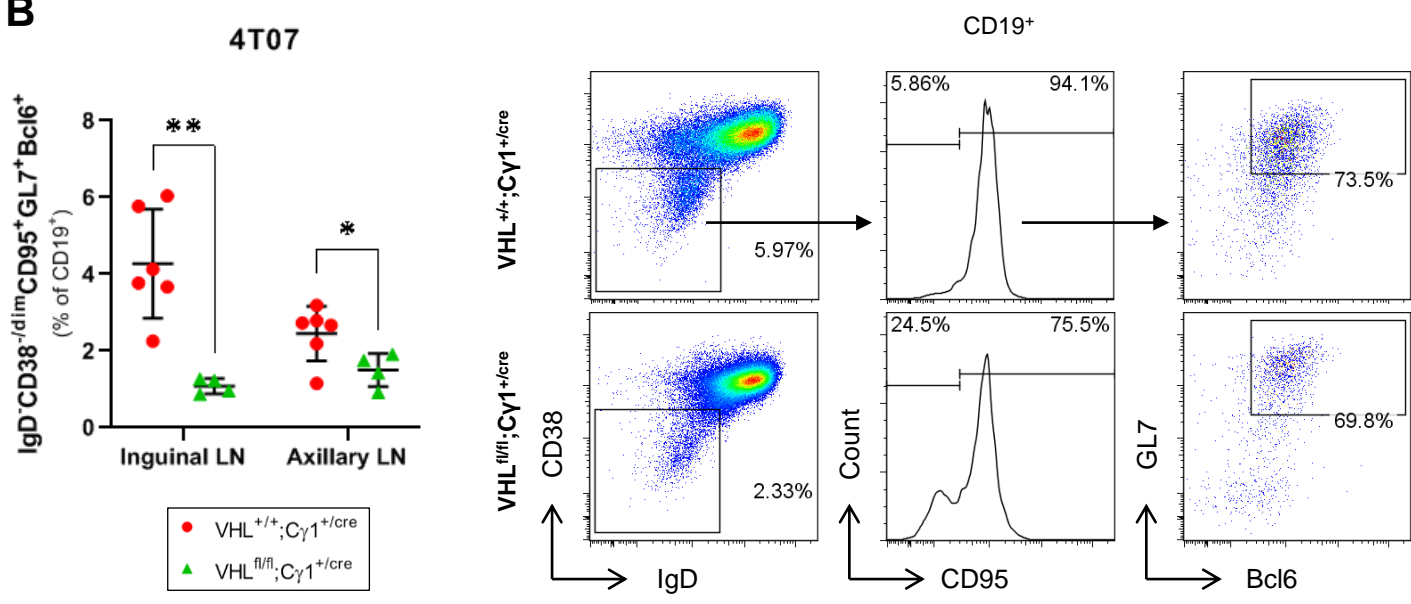 B
4T07
IgD⁻CD38⁻/dimCD95⁺GL7⁺Bcl6⁺
(% of CD19⁺)
8
6
4
2
0
**
*
Inguinal LN
Axillary LN
VHL⁺/⁺;Cγ1⁺/cre
VHLfl/fl;Cγ1⁺/cre
CD19⁺
VHL⁺/⁺;Cγ1⁺/cre
5.97%
5.86%
94.1%
73.5%
VHLfl/fl;Cγ1⁺/cre
2.33%
24.5%
75.5%
69.8%
CD38
IgD
Count
CD95
GL7
Bcl6